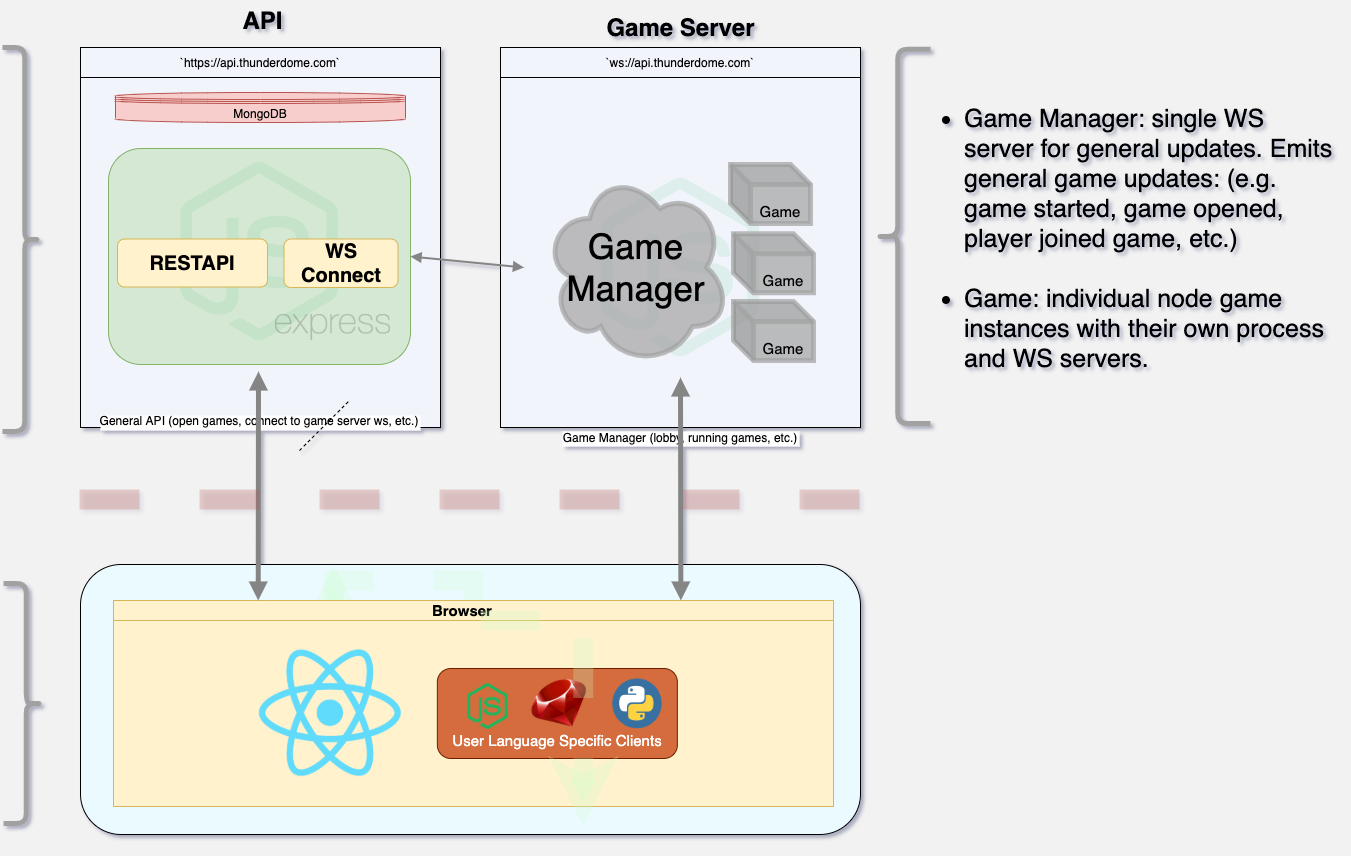 API
Game Server
`https://api.thunderdome.com`
`ws://api.thunderdome.com`
MongoDB
JS
RESTAPI
WS
Connect
express
General API (open games, connect to game server ws, etc.)
Game
Manager
Game
Game
Game
Game Manager (lobby, running games, etc.)
• Game Manager: single WS
server for general updates. Emits
general game updates: (e.g.
game started, game opened,
player joined game, etc.)
• Game: individual node game
instances with their own process
and WS servers.
Browser
JS
User Language Specific Clients